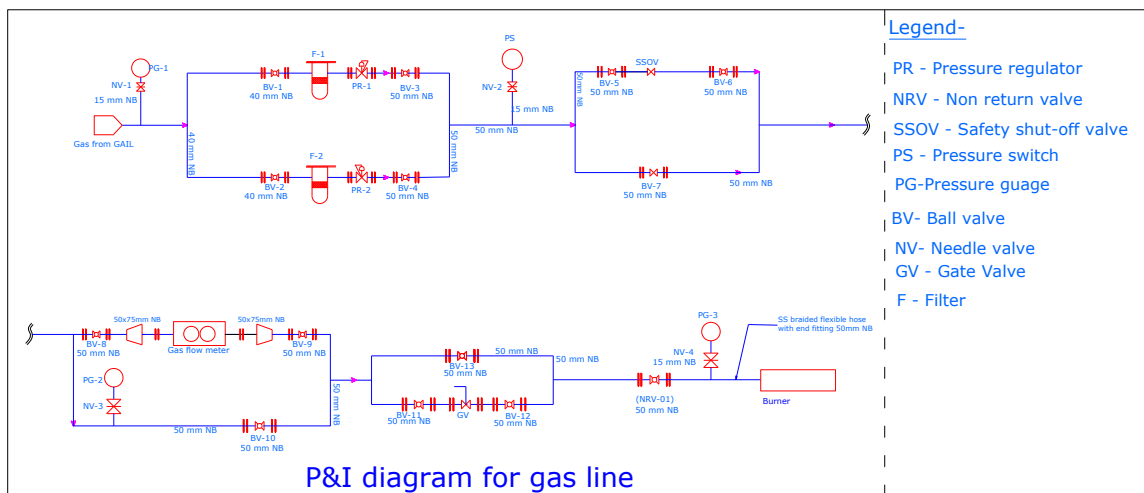 PG-1
NV-1
15 mm NB
Gas from GAIL
40 mm NB
F-1
BV-1
40 mm NB
PR-1
BV-3
50 mm NB
F-2
BV-2
40 mm NB
PR-2
BV-4
50 mm NB
50 mm NB
PS
NV-2
15 mm NB
50 mm NB
50mm NB
BV-5
50 mm NB
SSOV
BV-6
50 mm NB
BV-7
50 mm NB
50 mm NB
Legend-
PR - Pressure regulator
NRV - Non return valve
SSOV - Safety shut-off valve
PS - Pressure switch
PG-Pressure guage
BV- Ball valve
NV- Needle valve
GV - Gate Valve
F - Filter
BV-8
50 mm NB
50x75mm NB
Gas flow meter
50x75mm NB
BV-9
50 mm NB
PG-2
NV-3
50 mm NB
BV-10
50 mm NB
50 mm NB
BV-13
50 mm NB
50 mm NB
50 mm NB
BV-11
50 mm NB
GV
BV-12
50 mm NB
(NRV-01)
50 mm NB
PG-3
NV-4
15 mm NB
SS braided flexible hose
with end fitting 50mm NB
Burner
P&I diagram for gas line